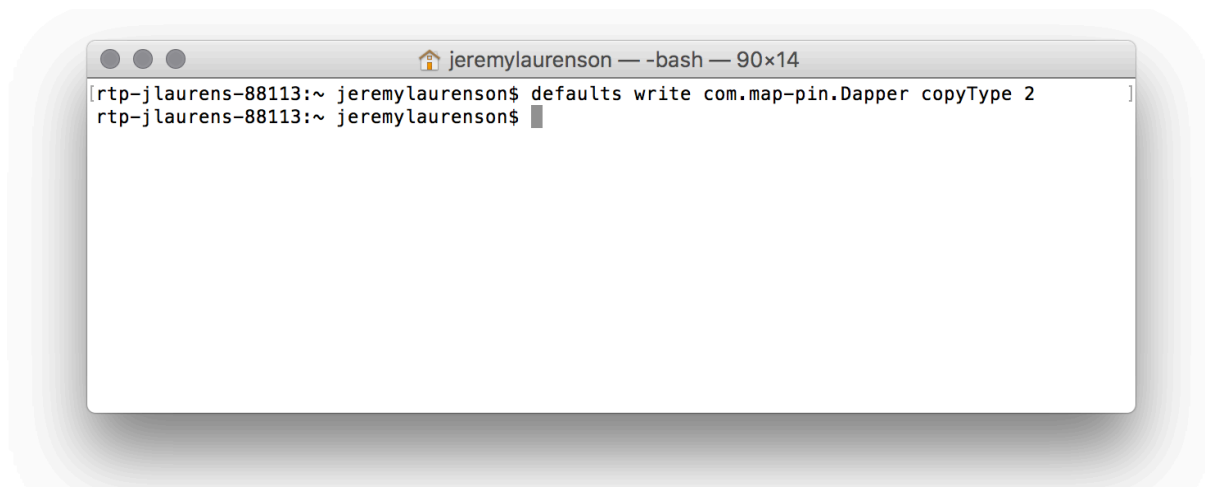 jeremylaurenson — -bash — 90×14
[rtp-jlaurens-88113:~ jeremylaurenson$ defaults write com.map-pin.Dapper copyType 2 ]
rtp-jlaurens-88113:~ jeremylaurenson$